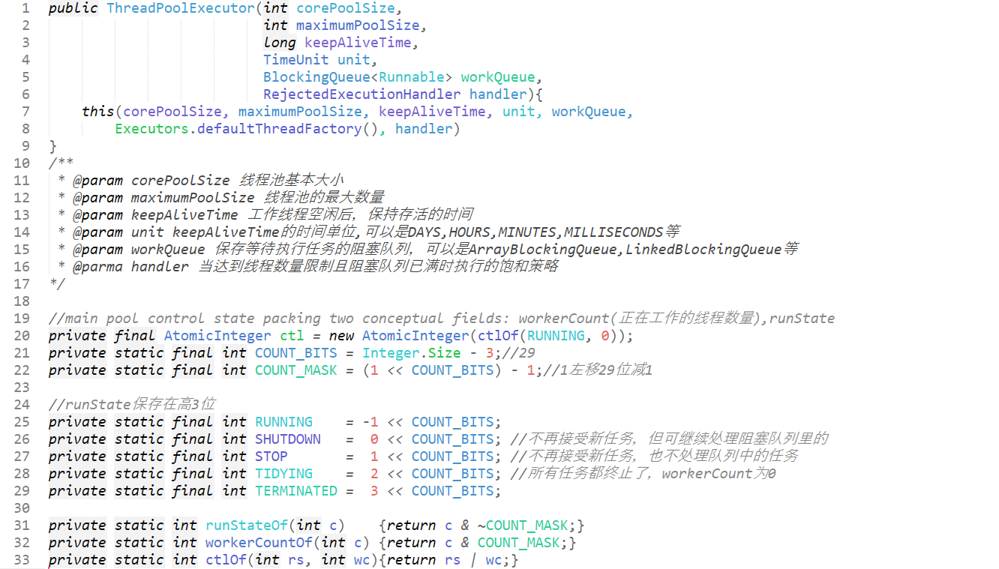 1 public ThreadPoolExecutor(int corePoolSize,
2 int maximumPoolSize,
3 long keepAliveTime,
4 TimeUnit unit,
5 BlockingQueue<Runnable> workQueue,
6 RejectedExecutionHandler handler){
7 this(corePoolSize, maximumPoolSize, keepAliveTime, unit, workQueue,
8 Executors.defaultThreadFactory(), handler)
9 }
10 /**
11 * @param corePoolSize 线程池基本大小
12 * @param maximumPoolSize 线程池的最大数量
13 * @param keepAliveTime 工作线程空闲后，保持存活的时间
14 * @param unit keepAliveTime的时间单位,可以是DAYS,HOURS,MINUTES,MILLISECONDS等
15 * @param workQueue 保存等待执行任务的阻塞队列，可以是ArrayBlockingQueue,LinkedBlockingQueue等
16 * @parma handler 当达到线程数量限制且阻塞队列已满时执行的饱和策略
17 */
18
19 //main pool control state packing two conceptual fields: workerCount(正在工作的线程数量),runState
20 private final AtomicInteger ctl = new AtomicInteger(ctlOf(RUNNING, 0));
21 private static final int COUNT_BITS = Integer.Size - 3;//29
22 private static final int COUNT_MASK = (1 << COUNT_BITS) - 1;//1左移29位减1
23
24 //runState保存在高3位
25 private static final int RUNNING = -1 << COUNT_BITS;
26 private static final int SHUTDOWN = 0 << COUNT_BITS; //不再接受新任务，但可继续处理阻塞队列里的
27 private static final int STOP = 1 << COUNT_BITS; //不再接受新任务，也不处理队列中的任务
28 private static final int TIDYING = 2 << COUNT_BITS; //所有任务都终止了，workerCount为0
29 private static final int TERMINATED = 3 << COUNT_BITS;
30
31 private static int runStateOf(int c) {return c & ~COUNT_MASK;}
32 private static int workerCountOf(int c) {return c & COUNT_MASK;}
33 private static int ctlOf(int rs, int wc){return rs | wc;}